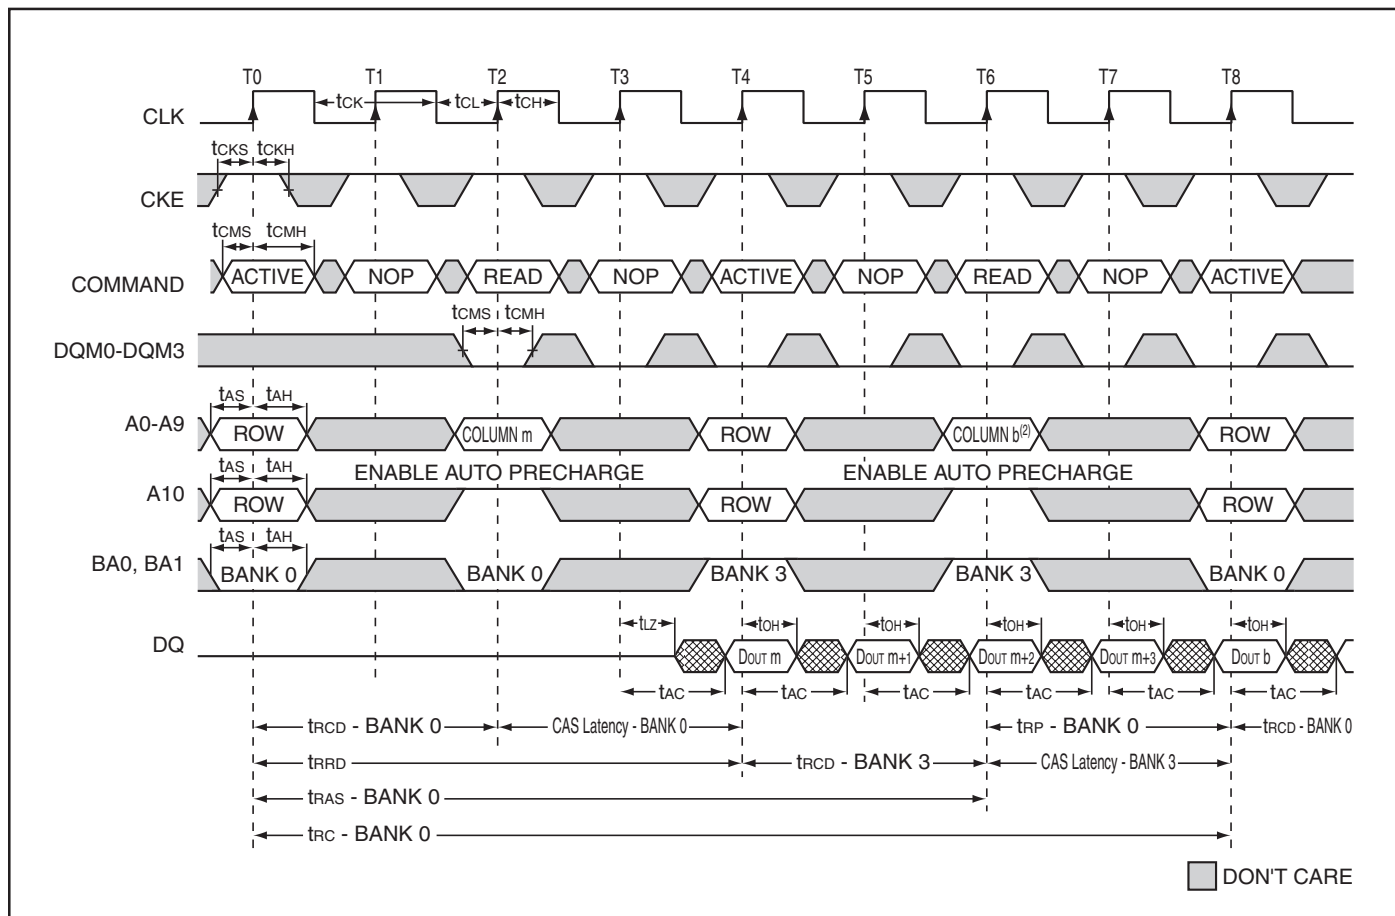 T0 T1 T2 T3 T4 T5 T6 T7 T8
tCK tCL tCH
CLK
tCKS tCKH
CKE
tCMS tCMH
COMMAND ACTIVE NOP READ NOP ACTIVE NOP READ NOP ACTIVE
tCMS tCMH
DQM0-DQM3
tAS tAH
A0-A9 ROW COLUMN m ROW COLUMN b(2) ROW
tAS tAH ENABLE AUTO PRECHARGE ENABLE AUTO PRECHARGE
A10 ROW ROW ROW
tAS tAH
BA0, BA1 BANK 0 BANK 0 BANK 3 BANK 3 BANK 0
tLZ tOH tOH tOH tOH tOH
DQ DOUT m DOUT m+1 DOUT m+2 DOUT m+3 DOUT b
tAC tAC tAC tAC tAC tAC
tRCD - BANK 0 CAS Latency - BANK 0 tRP - BANK 0 tRCD - BANK 0
tRRD tRCD - BANK 3 CAS Latency - BANK 3
tRAS - BANK 0
tRC - BANK 0
DON'T CARE